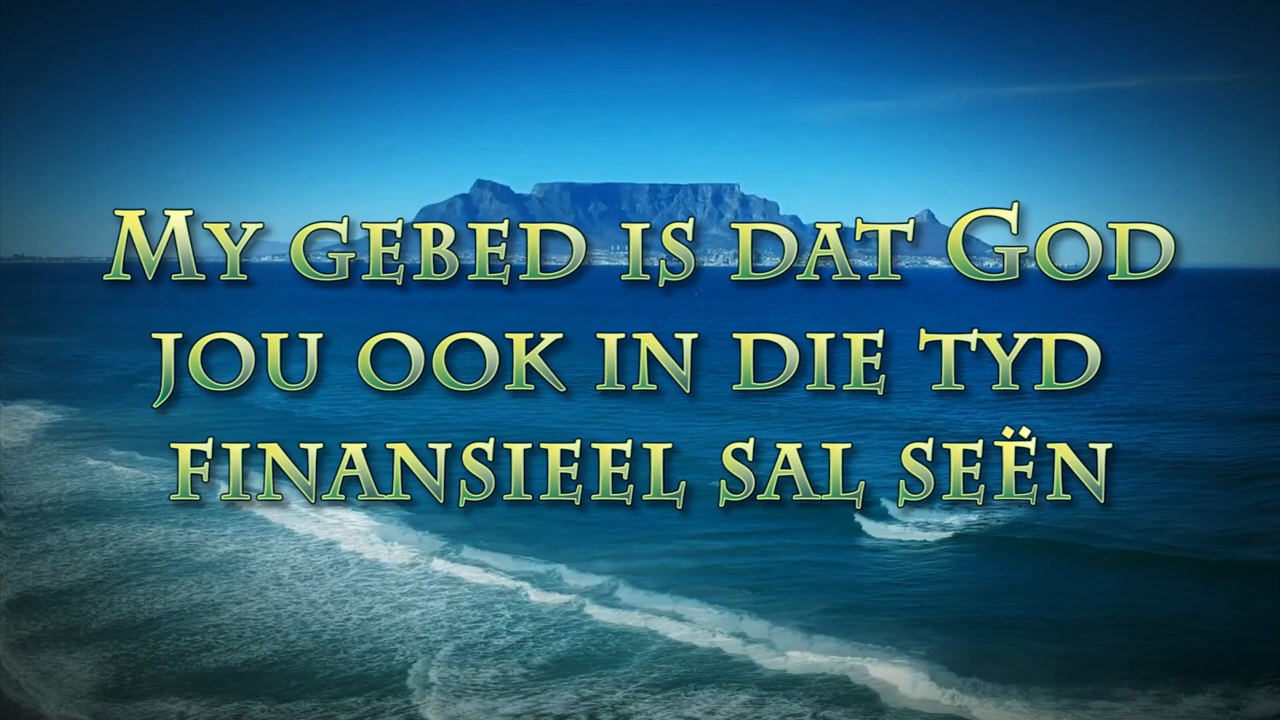 My gebed is dat God
jou ook in die tyd
finansieel sal seën